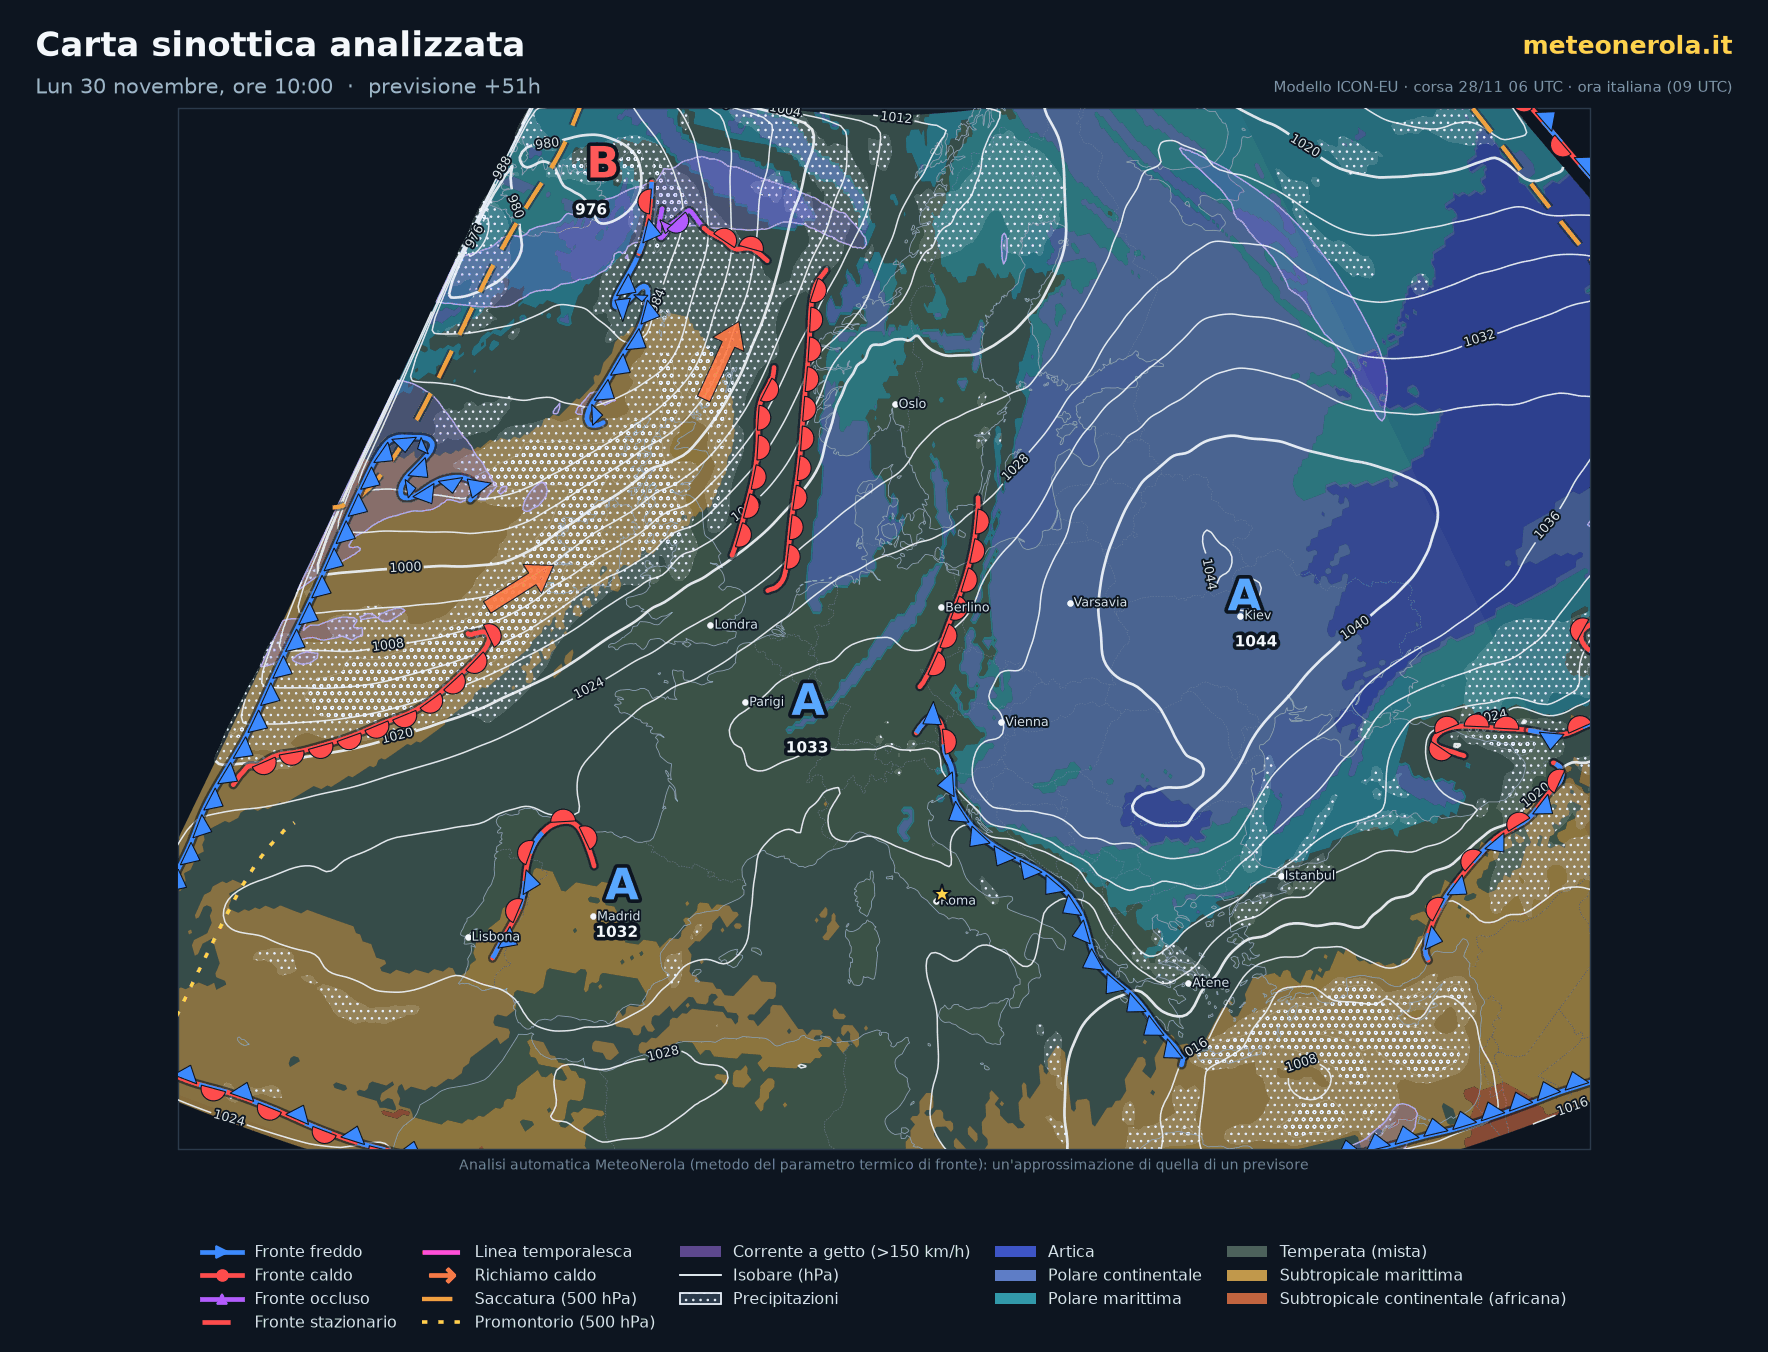 Carta sinottica analizzata
meteonerola.it
Lun 30 novembre, ore 10:00 · previsione +51h
Modello ICON-EU · corsa 28/11 06 UTC · ora italiana (09 UTC)
1004
1012
980
B
988
1020
980
976
976
984
1032
Oslo
1028
1036
1000
1044
A
Berlino
Varsavia
Kiev
Londra
1040
1044
1008
1024
A
Parigi
Vienna
1024
1020
1033
1020
A
Istanbul
Roma
Madrid
1032
Lisbona
Atene
1016
1028
1008
1024
1016
Analisi automatica MeteoNerola (metodo del parametro termico di fronte): un'approssimazione di quella di un previsore
Fronte freddo
Linea temporalesca
Corrente a getto (>150 km/h)
Artica
Temperata (mista)
Fronte caldo
Richiamo caldo
Isobare (hPa)
Polare continentale
Subtropicale marittima
Fronte occluso
Saccatura (500 hPa)
Precipitazioni
Polare marittima
Subtropicale continentale (africana)
Fronte stazionario
Promontorio (500 hPa)